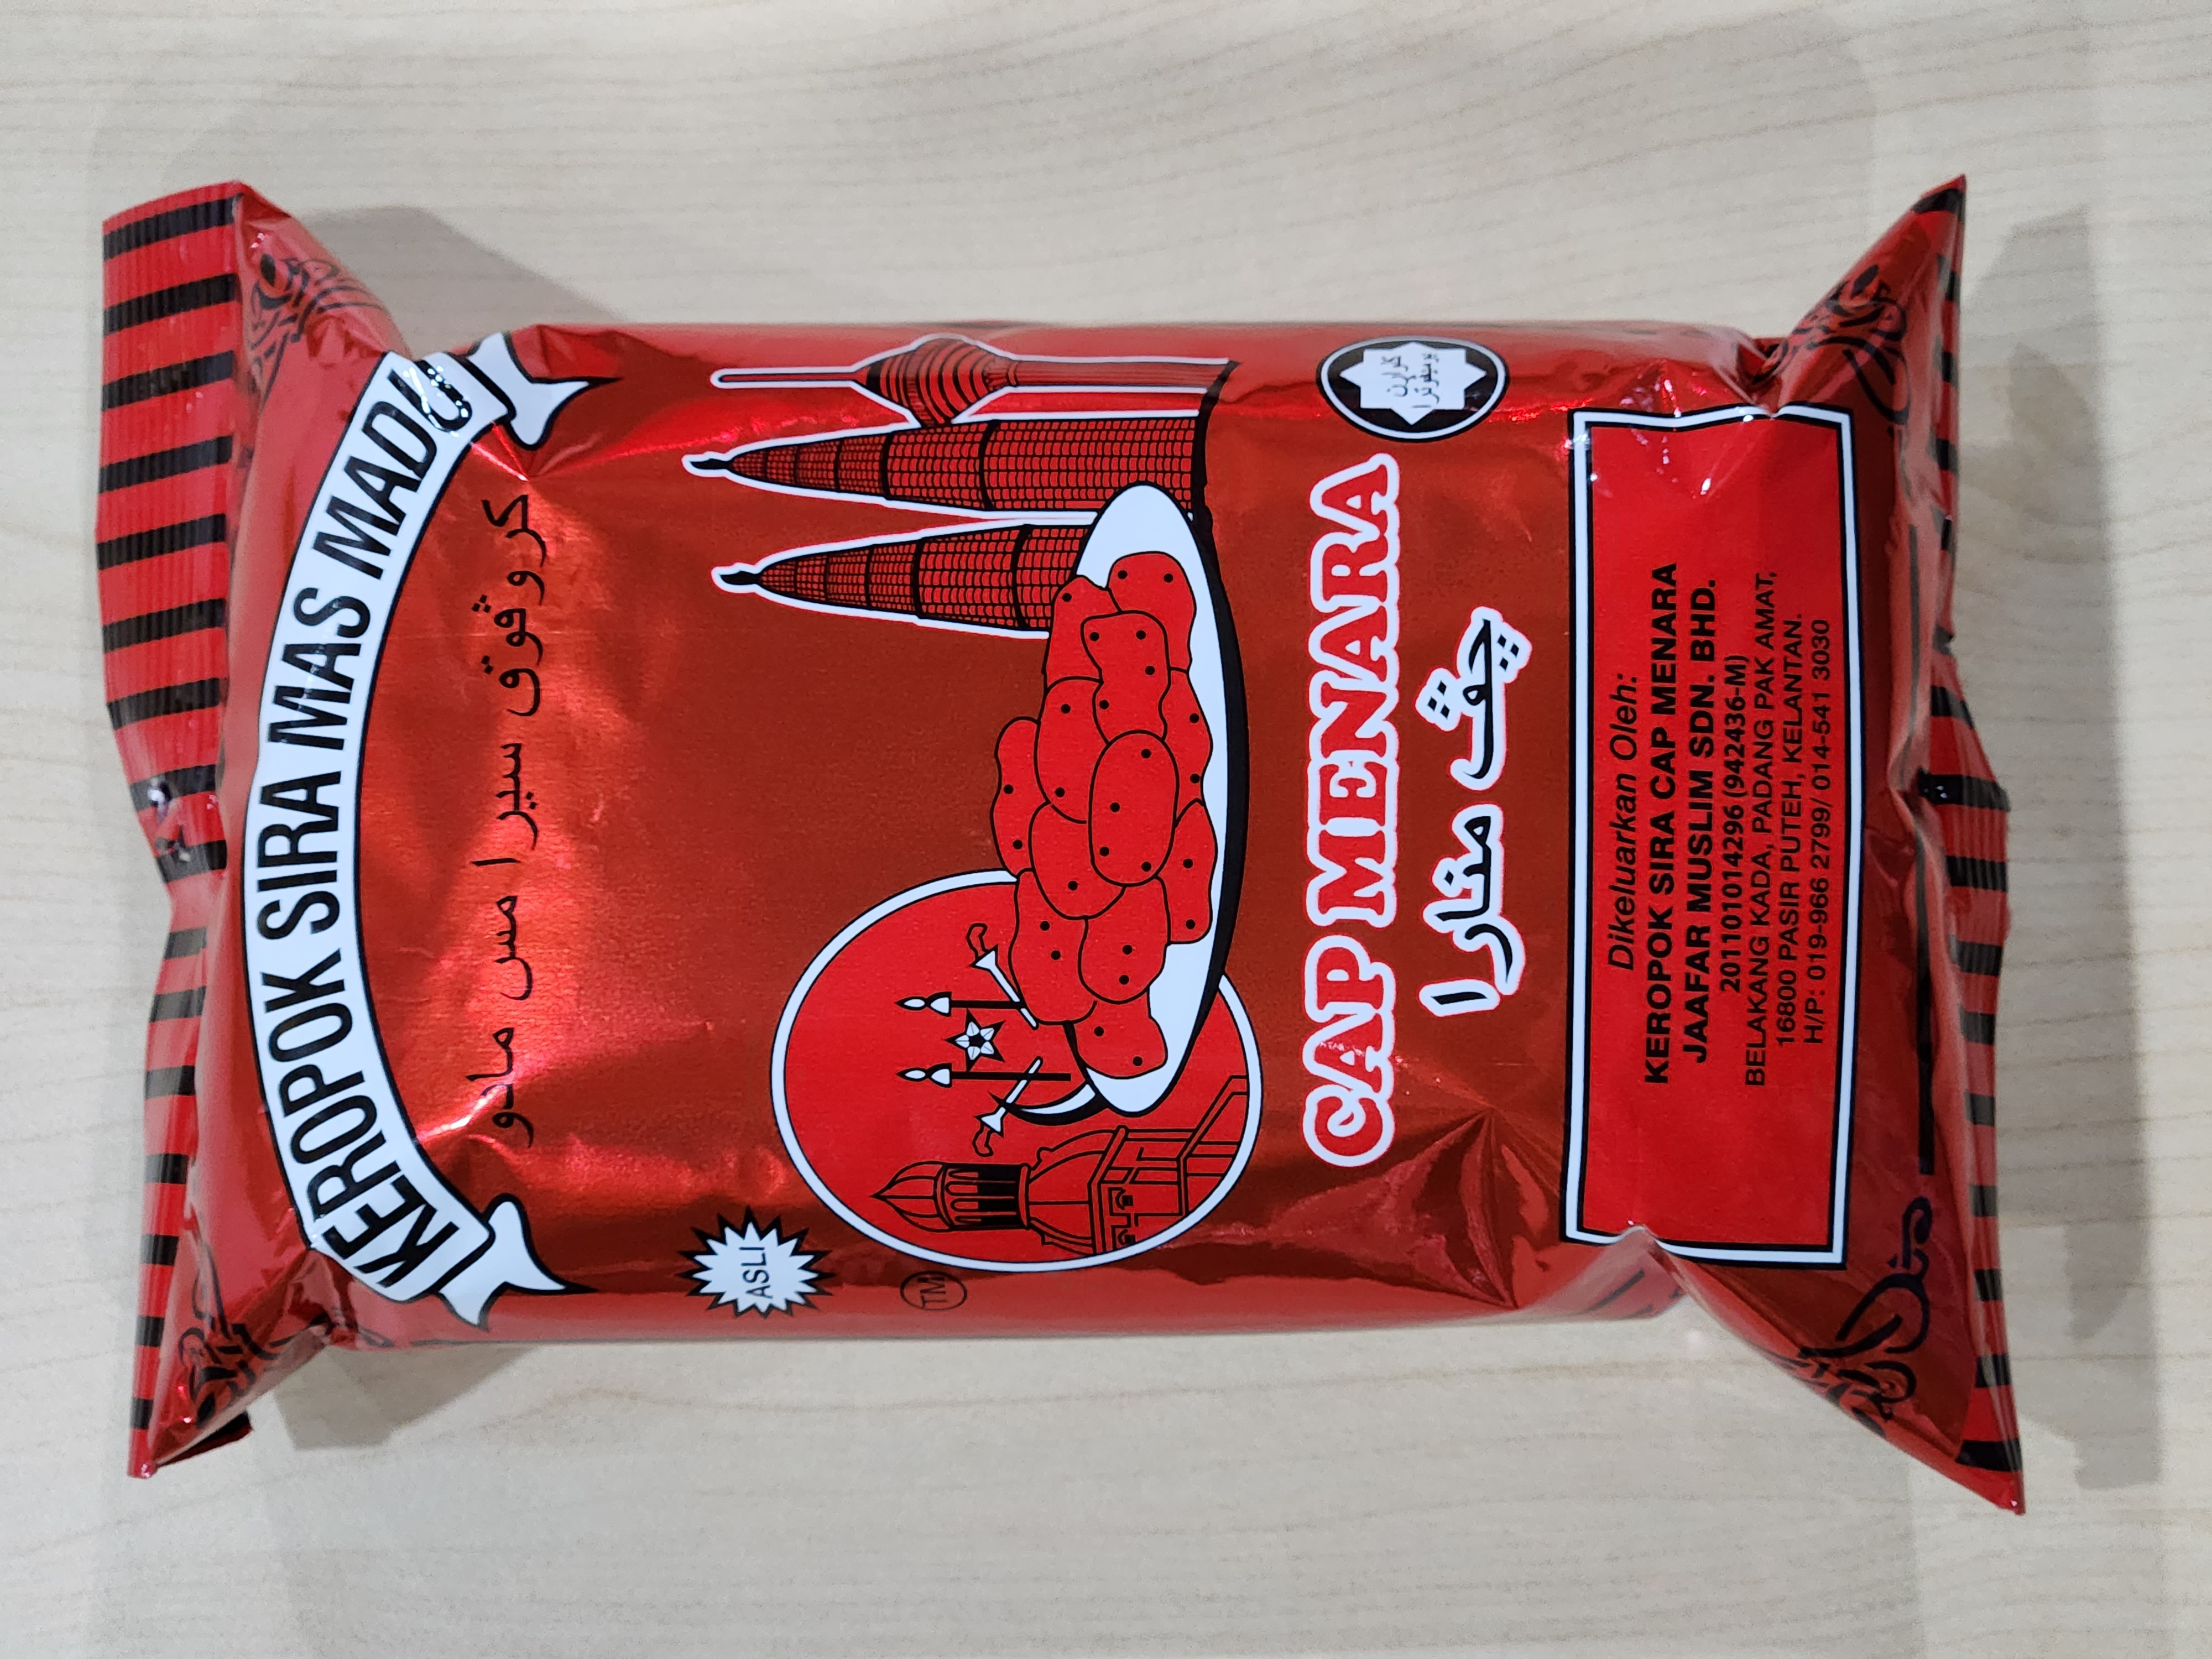 KEROPOK SIRA MAS MADU
كروڤوق سيرا مس مادو
ASLI
TM
CAP MENARA
چڤ منارا
Dikeluarkan Oleh:
KEROPOK SIRA CAP MENARA
JAAFAR MUSLIM SDN. BHD.
201101014296 (942436-M)
BELAKANG KADA, PADANG PAK AMAT,
16800 PASIR PUTEH, KELANTAN.
H/P: 019-966 2799/ 014-541 3030